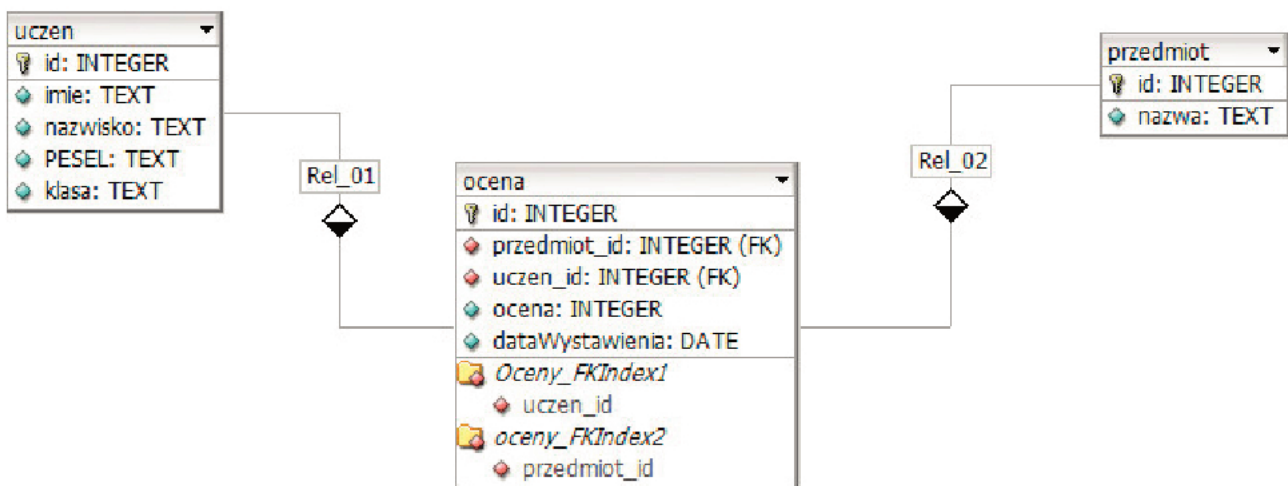 uczen
id: INTEGER
imie: TEXT
nazwisko: TEXT
PESEL: TEXT
klasa: TEXT
Rel_01
ocena
id: INTEGER
przedmiot_id: INTEGER (FK)
uczen_id: INTEGER (FK)
ocena: INTEGER
dataWystawienia: DATE
Oceny_FKIndex1
uczen_id
oceny_FKIndex2
przedmiot_id
Rel_02
przedmiot
id: INTEGER
nazwa: TEXT